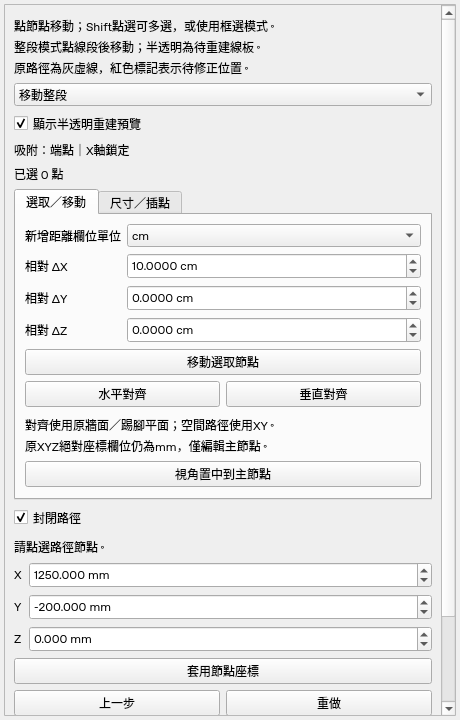 點節點移動；Shift點選可多選，或使用框選模式。
整段模式點線段後移動；半透明為待重建線板。
原路徑為灰虛線，紅色標記表示待修正位置。
移動整段
顯示半透明重建預覽
吸附：端點｜X軸鎖定
已選 0 點
選取／移動 尺寸／插點
新增距離欄位單位 cm
相對 ΔX 10.0000 cm
相對 ΔY 0.0000 cm
相對 ΔZ 0.0000 cm
移動選取節點
水平對齊 垂直對齊
對齊使用原牆面／踢腳平面；空間路徑使用XY。
原XYZ絕對座標欄位仍為mm，僅編輯主節點。
視角置中到主節點
封閉路徑
請點選路徑節點。
X 1250.000 mm
Y -200.000 mm
Z 0.000 mm
套用節點座標
上一步 重做